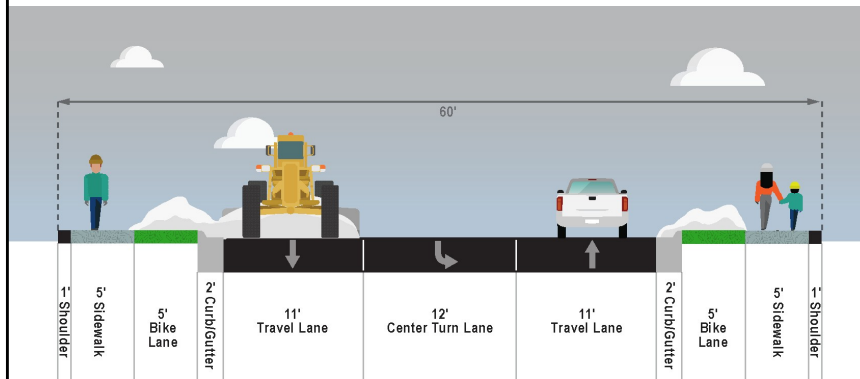 60'
1' Shoulder
5' Sidewalk
5'
Bike
Lane
2' Curb/Gutter
11'
Travel Lane
12'
Center Turn Lane
11'
Travel Lane
2' Curb/Gutter
5'
Bike
Lane
5' Sidewalk
1' Shoulder